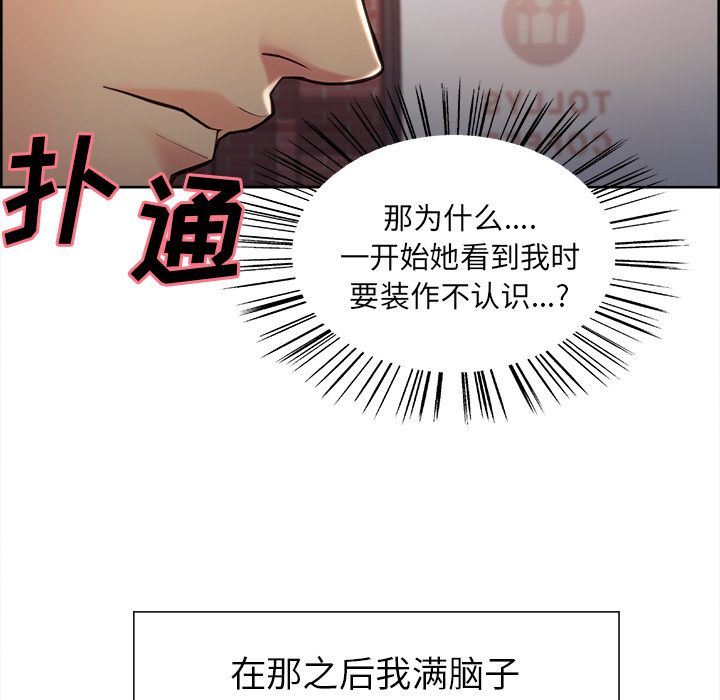 TOLLYS
扑通
那为什么....
一开始她看到我时
要装作不认识...?
在那之后我满脑子